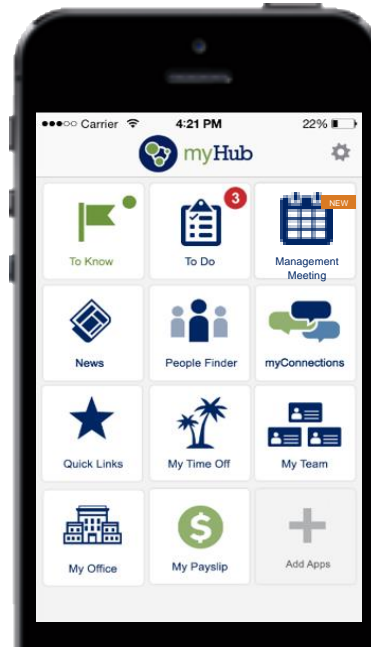 ●●●○○ Carrier 4:21 PM 22%
myHub
To Know
3
To Do
NEW
Management
Meeting
News
People Finder
myConnections
Quick Links
My Time Off
My Team
My Office
$
My Payslip
Add Apps